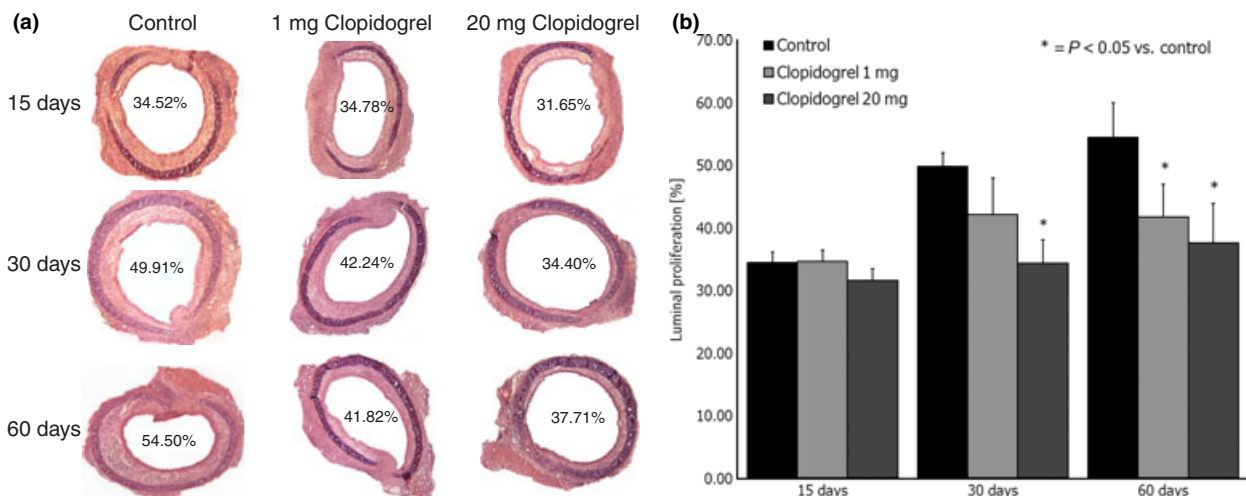 (a)
Control 1 mg Clopidogrel 20 mg Clopidogrel
15 days
34.52% 34.78% 31.65%
30 days
49.91% 42.24% 34.40%
60 days
54.50% 41.82% 37.71%
(b)
Luminal proliferation [%]
70.00
60.00
50.00
40.00
30.00
20.00
10.00
0.00
Control
Clopidogrel 1 mg
Clopidogrel 20 mg
* = P < 0.05 vs. control
*
*
*
15 days 30 days 60 days